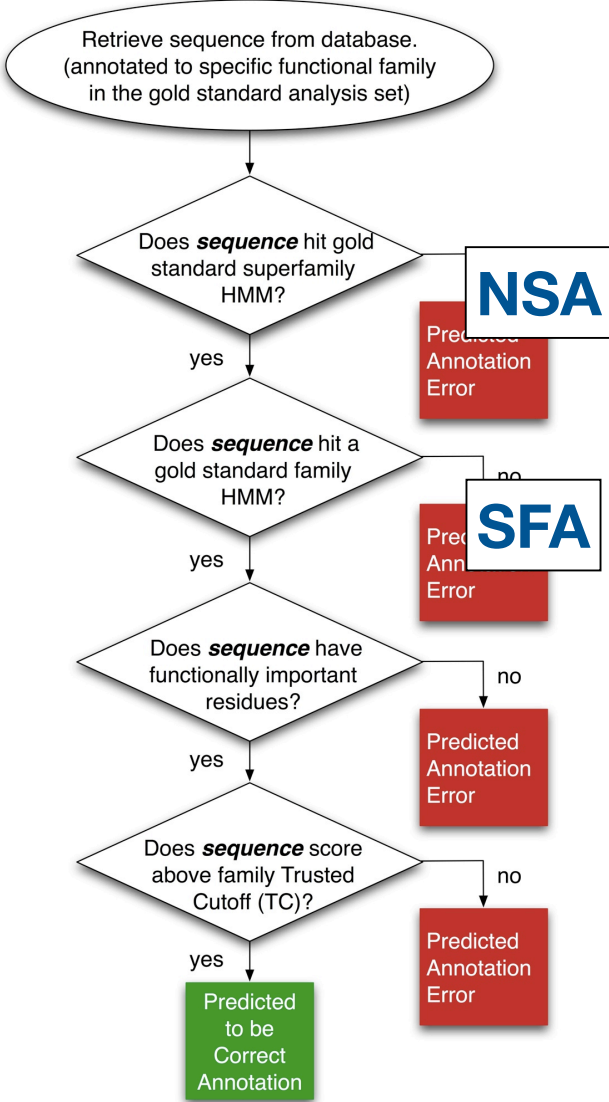 Retrieve sequence from database.
(annotated to specific functional family
in the gold standard analysis set)
Does sequence hit gold
standard superfamily
HMM?
NSA
Predicted
Annotation
Error
yes
Does sequence hit a
gold standard family
HMM?
no
SFA
Error
yes
Does sequence have
functionally important
residues?
no
Predicted
Annotation
Error
yes
Does sequence score
above family Trusted
Cutoff (TC)?
no
Predicted
Annotation
Error
yes
Predicted
to be
Correct
Annotation